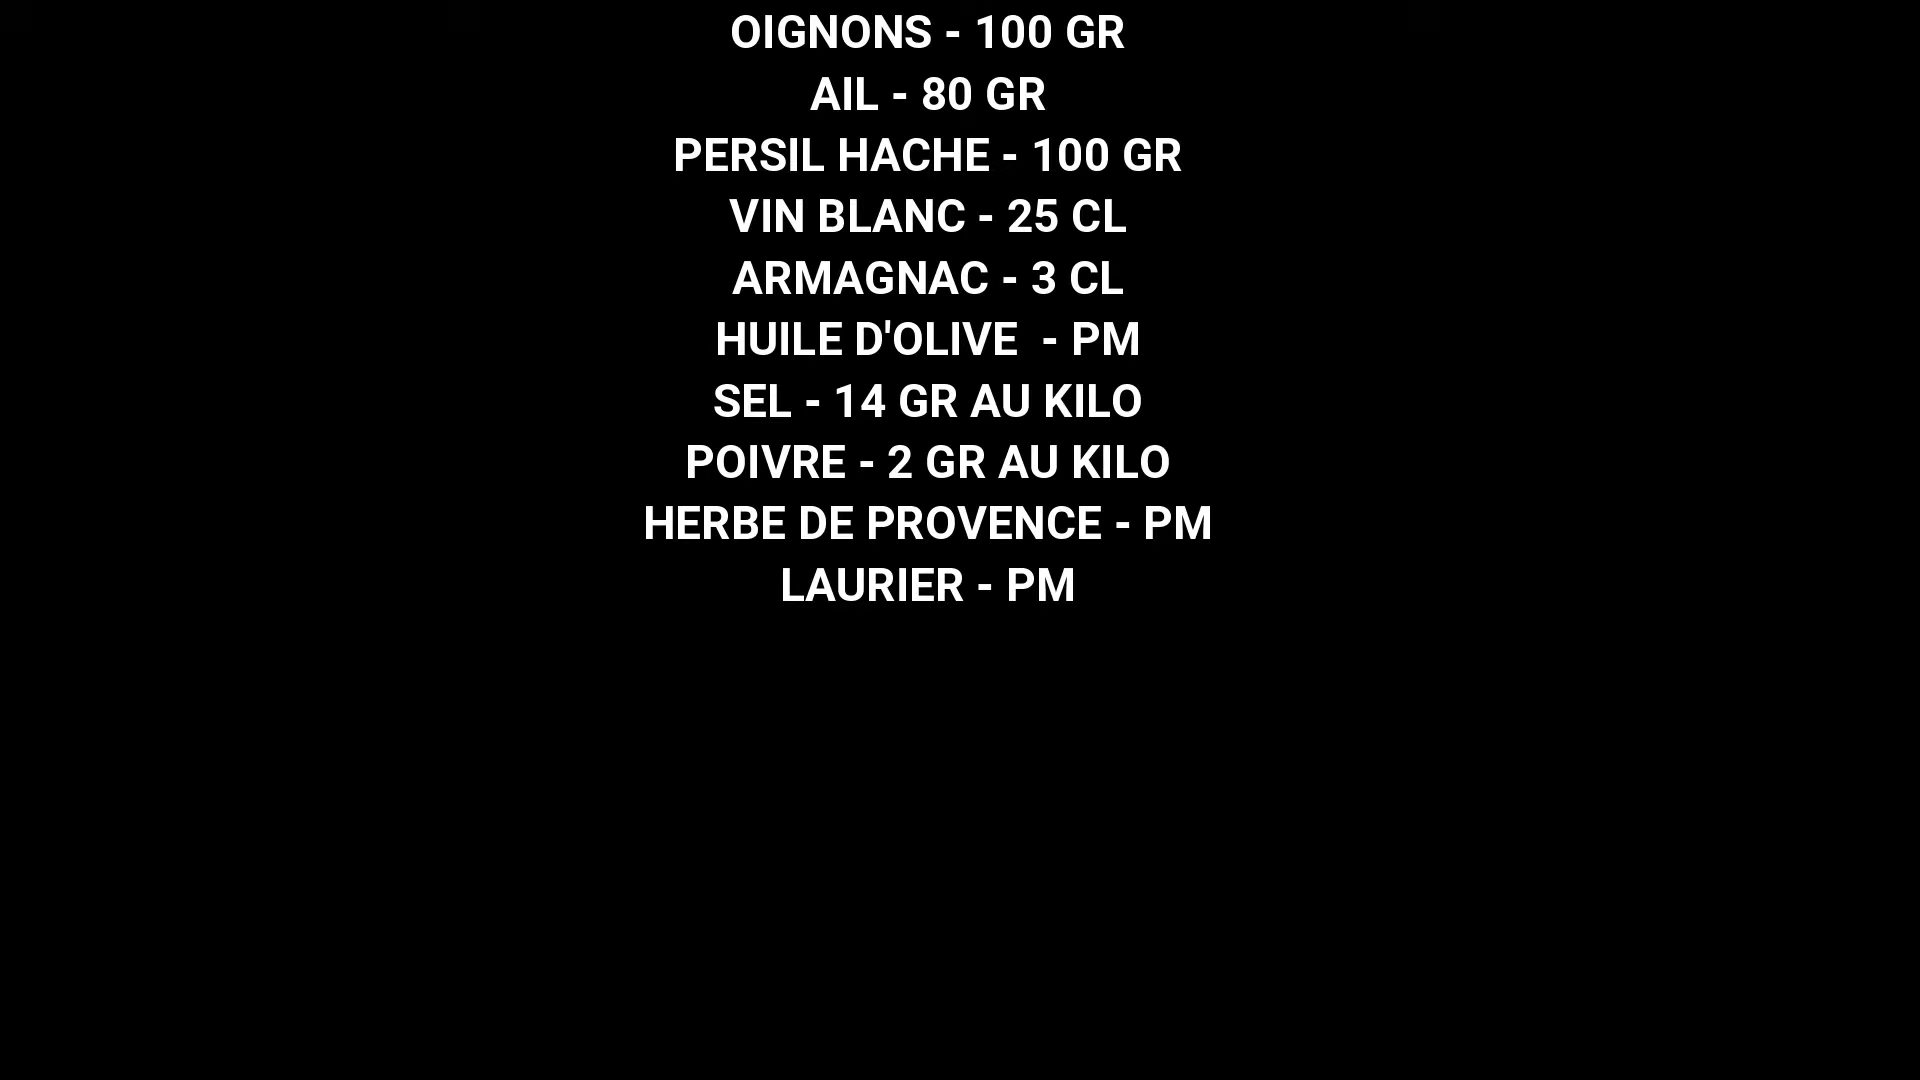 OIGNONS - 100 GR
AIL - 80 GR
PERSIL HACHE - 100 GR
VIN BLANC - 25 CL
ARMAGNAC - 3 CL
HUILE D'OLIVE  - PM
SEL - 14 GR AU KILO
POIVRE - 2 GR AU KILO
HERBE DE PROVENCE - PM
LAURIER - PM